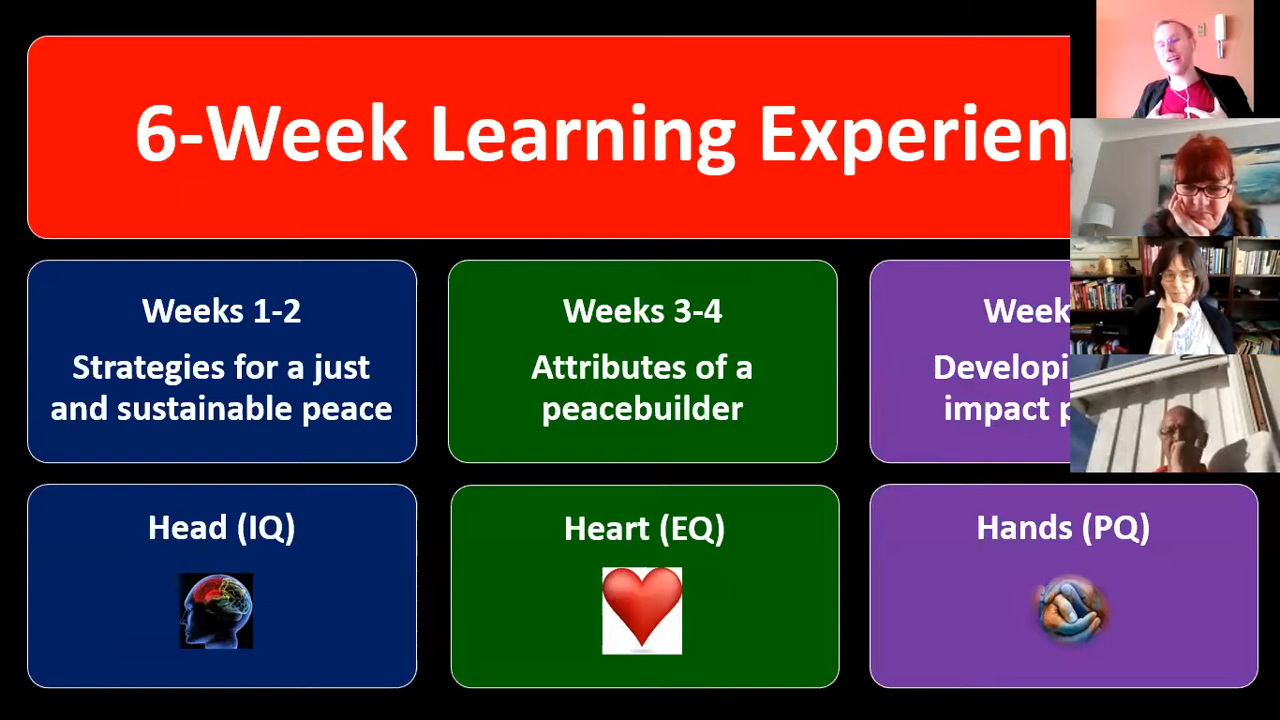 6-Week Learning Experien
Weeks 1-2
Strategies for a just
and sustainable peace
Weeks 3-4
Attributes of a
peacebuilder
Week
Developi
impact p
Head (IQ)
Heart (EQ)
Hands (PQ)